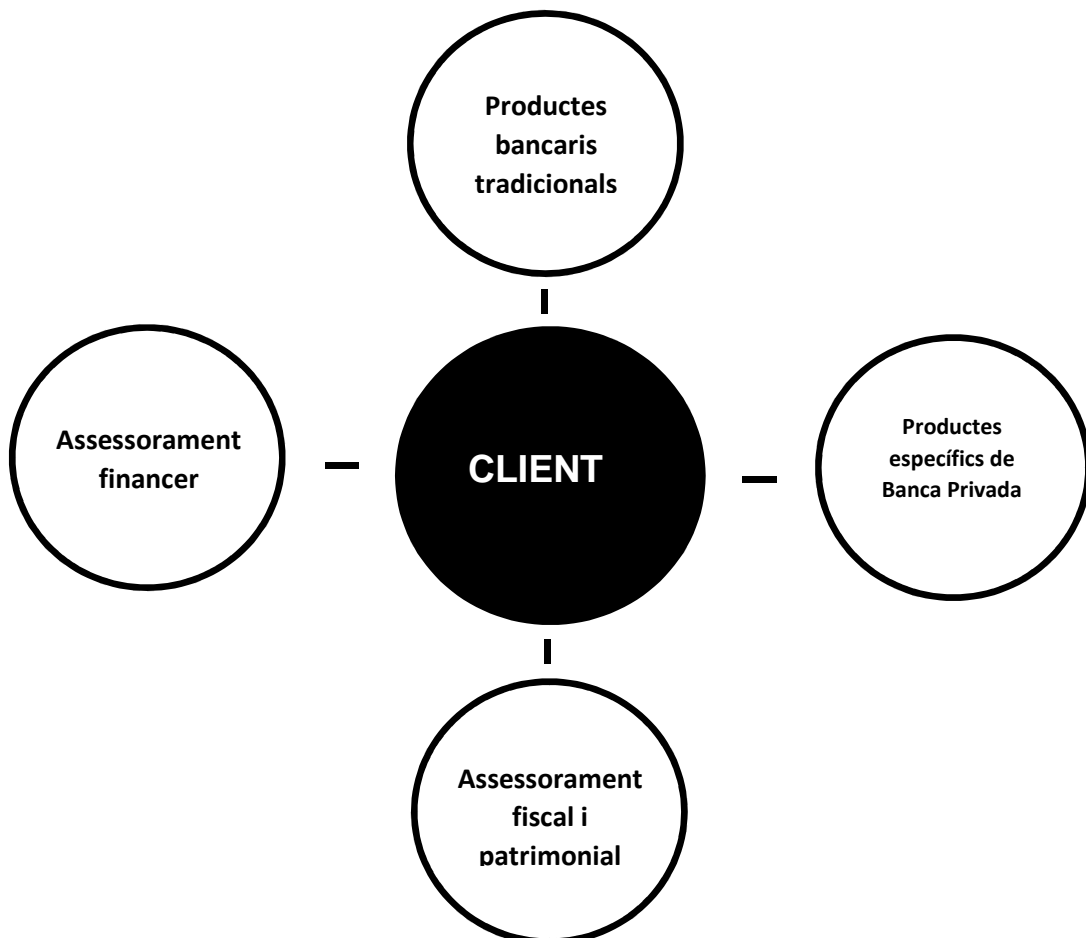 Productes
bancaris
tradicionals
Assessorament
financer
CLIENT
Productes
específics de
Banca Privada
Assessorament
fiscal i
patrimonial